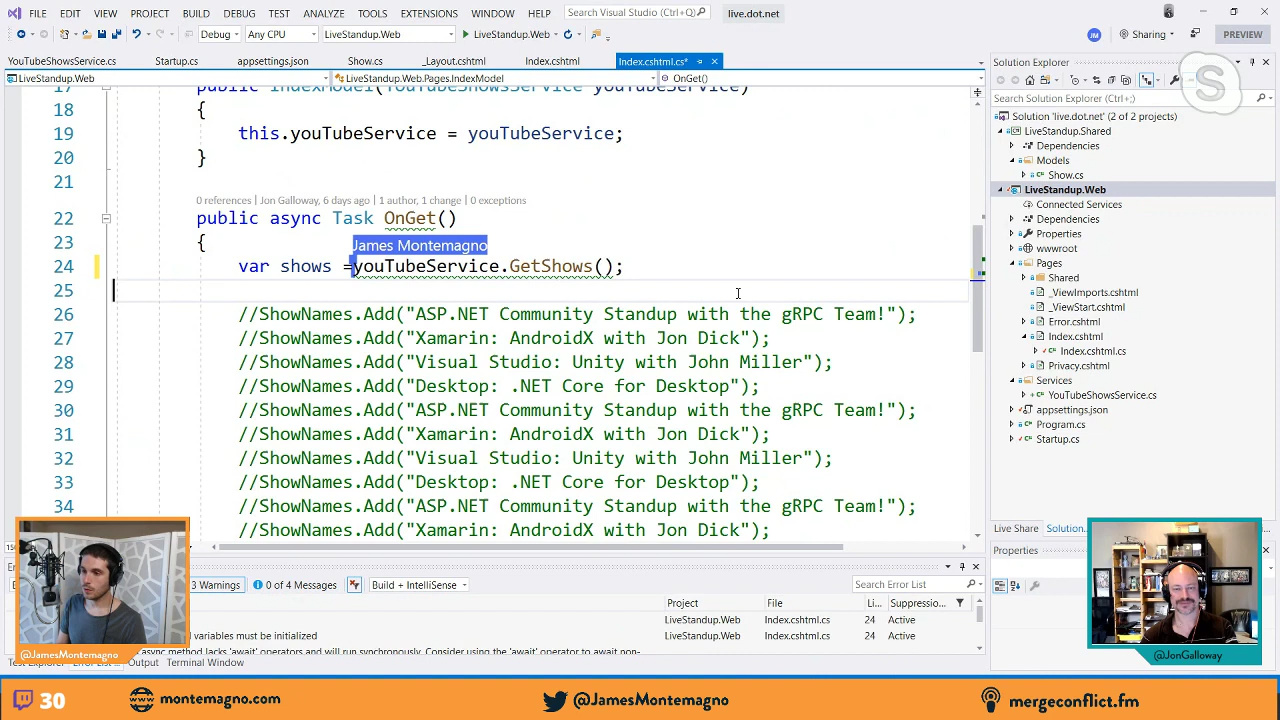 FILE EDIT VIEW PROJECT BUILD DEBUG TEST ANALYZE TOOLS EXTENSIONS WINDOW HELP Search Visual Studio (Ctrl+Q) live.dot.net
Debug Any CPU LiveStandup.Web LiveStandup.Web JM Sharing PREVIEW
YouTubeShowsService.cs Startup.cs appsettings.json Show.cs _Layout.cshtml Index.cshtml Index.cshtml.cs*
LiveStandup.Web LiveStandup.Web.Pages.IndexModel OnGet()
17 public IndexModel(YouTubeShowsService youTubeService)
18 {
19 this.youTubeService = youTubeService;
20 }
21
0 references | Jon Galloway, 6 days ago | 1 author, 1 change | 0 exceptions
22 public async Task OnGet()
23 {
James Montemagno
24 var shows =youTubeService.GetShows();
25
26 //ShowNames.Add("ASP.NET Community Standup with the gRPC Team!");
27 //ShowNames.Add("Xamarin: AndroidX with Jon Dick");
28 //ShowNames.Add("Visual Studio: Unity with John Miller");
29 //ShowNames.Add("Desktop: .NET Core for Desktop");
30 //ShowNames.Add("ASP.NET Community Standup with the gRPC Team!");
31 //ShowNames.Add("Xamarin: AndroidX with Jon Dick");
32 //ShowNames.Add("Visual Studio: Unity with John Miller");
33 //ShowNames.Add("Desktop: .NET Core for Desktop");
34 //ShowNames.Add("ASP.NET Community Standup with the gRPC Team!");
//ShowNames.Add("Xamarin: AndroidX with Jon Dick");
Solution Explorer
Search Solution Explorer (Ctrl+;)
Solution 'live.dot.net' (2 of 2 projects)
LiveStandup.Shared
Dependencies
Models
Show.cs
LiveStandup.Web
Connected Services
Dependencies
Properties
wwwroot
Pages
Shared
_ViewImports.cshtml
_ViewStart.cshtml
Error.cshtml
Index.cshtml
Index.cshtml.cs
Privacy.cshtml
Services
YouTubeShowsService.cs
appsettings.json
Program.cs
Startup.cs
Live Share
Properties
3 Warnings 0 of 4 Messages Build + IntelliSense Search Error List
Project File Li... Suppressio...
LiveStandup.Web Index.cshtml.cs 24 Active
d variables must be initialized LiveStandup.Web Index.cshtml.cs 24 Active
async method lacks 'await' operators and will run synchronously. Consider using the 'await' operator to await non- LiveStandup.Web Index.cshtml.cs 24 Active
Output Terminal Window
@JamesMontemagno
@JonGalloway
30 montemagno.com @JamesMontemagno mergeconflict.fm